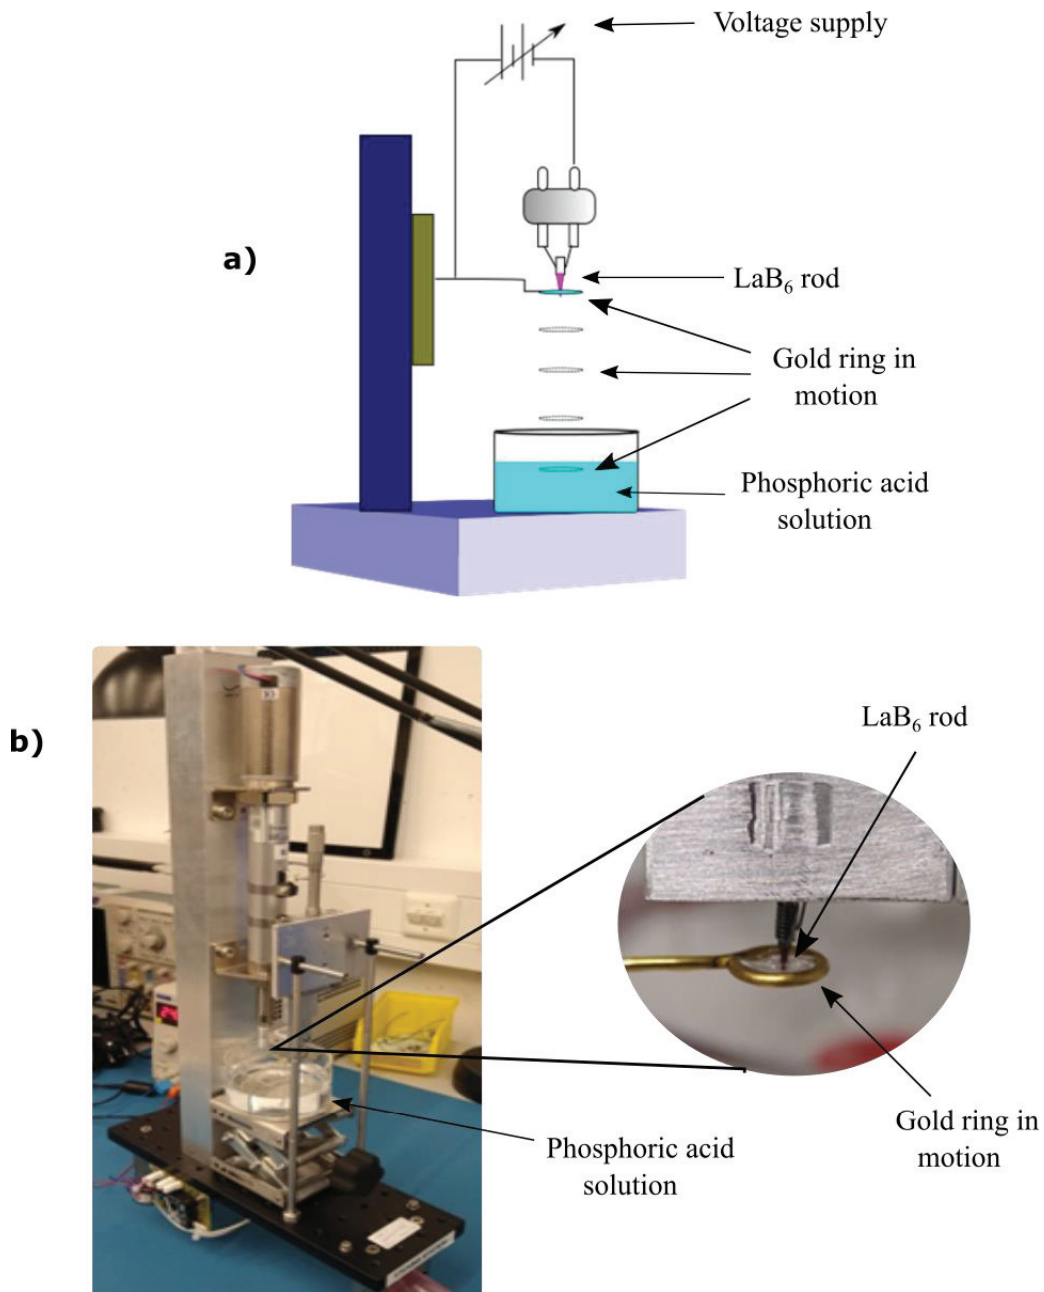 Voltage supply
a)
LaB₆ rod
Gold ring in
motion
Phosphoric acid
solution
b)
LaB₆ rod
Gold ring in
motion
Phosphoric acid
solution